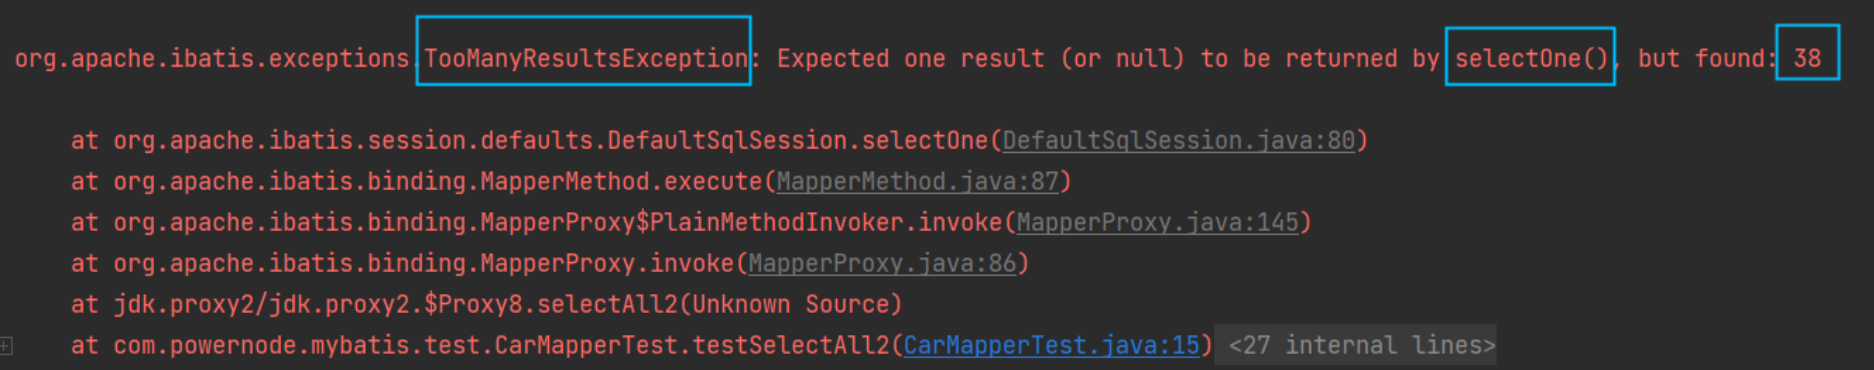 org.apache.ibatis.exceptions.TooManyResultsException: Expected one result (or null) to be returned by selectOne(), but found: 38
at org.apache.ibatis.session.defaults.DefaultSqlSession.selectOne(DefaultSqlSession.java:80)
at org.apache.ibatis.binding.MapperMethod.execute(MapperMethod.java:87)
at org.apache.ibatis.binding.MapperProxy$PlainMethodInvoker.invoke(MapperProxy.java:145)
at org.apache.ibatis.binding.MapperProxy.invoke(MapperProxy.java:86)
at jdk.proxy2/jdk.proxy2.$Proxy8.selectAll2(Unknown Source)
at com.powernode.mybatis.test.CarMapperTest.testSelectAll2(CarMapperTest.java:15) <27 internal lines>